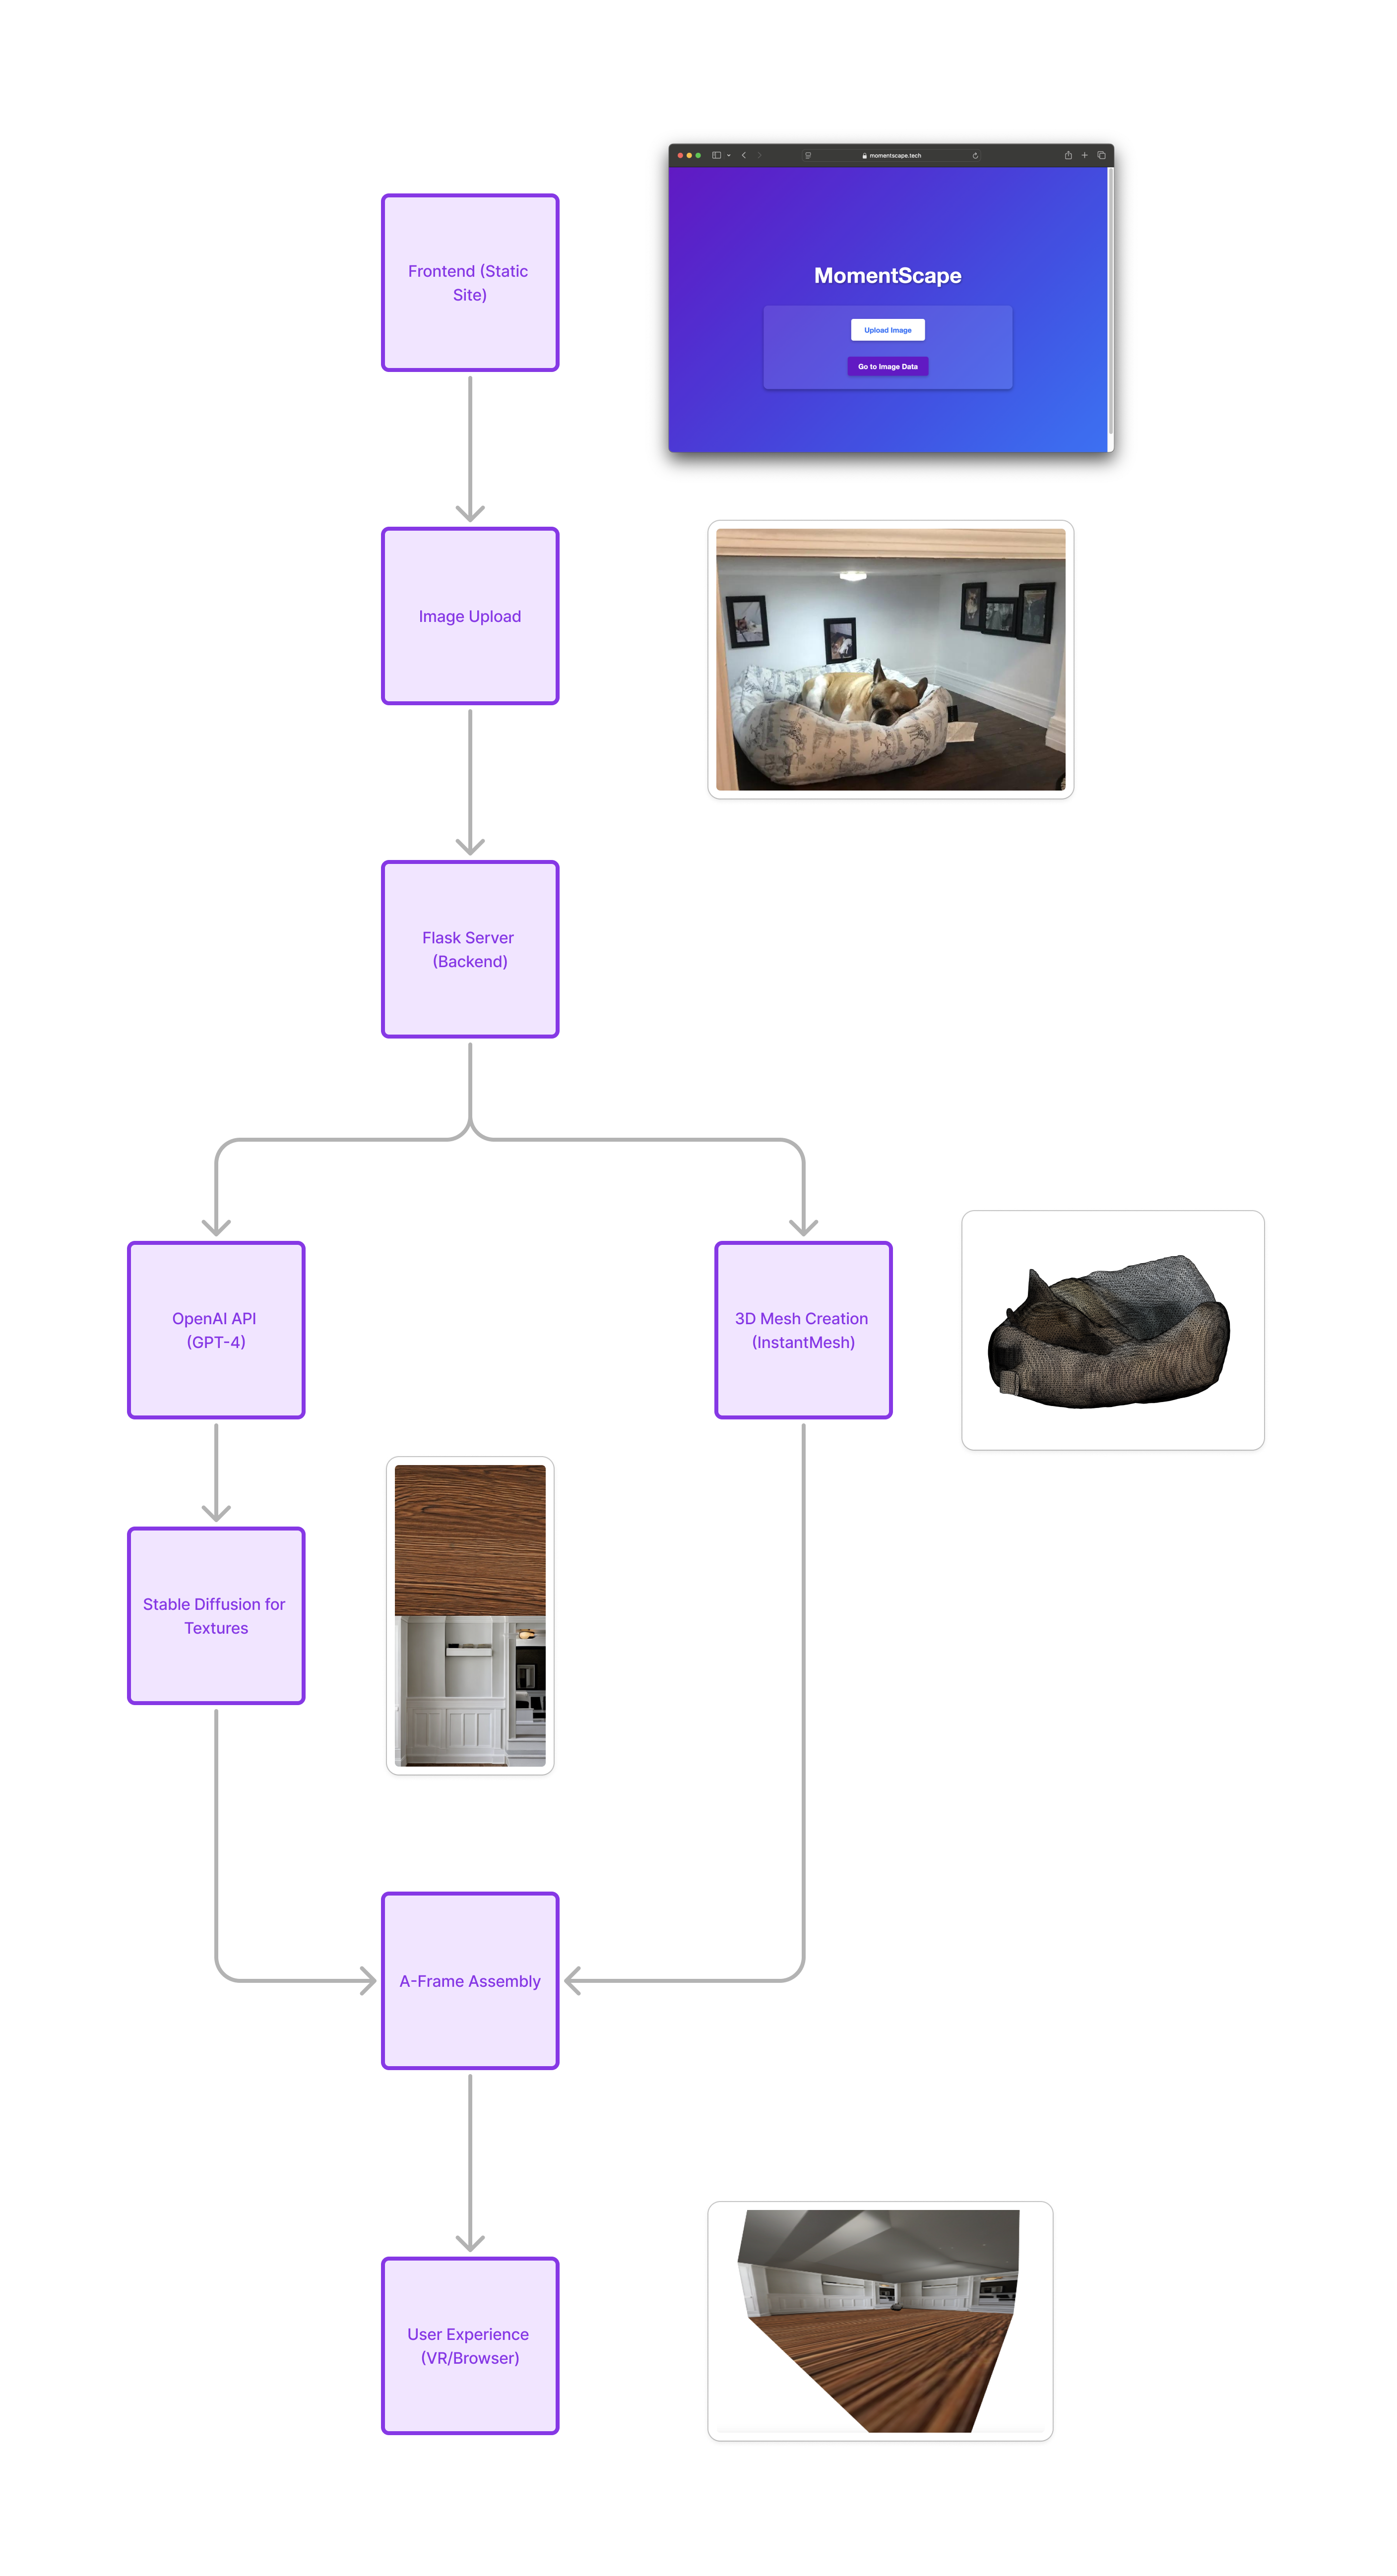 momentscape.tech
Frontend (Static
Site)
MomentScape
Upload Image
Go to Image Data
Image Upload
Flask Server
(Backend)
OpenAI API
(GPT-4)
3D Mesh Creation
(InstantMesh)
Stable Diffusion for
Textures
A-Frame Assembly
User Experience
(VR/Browser)